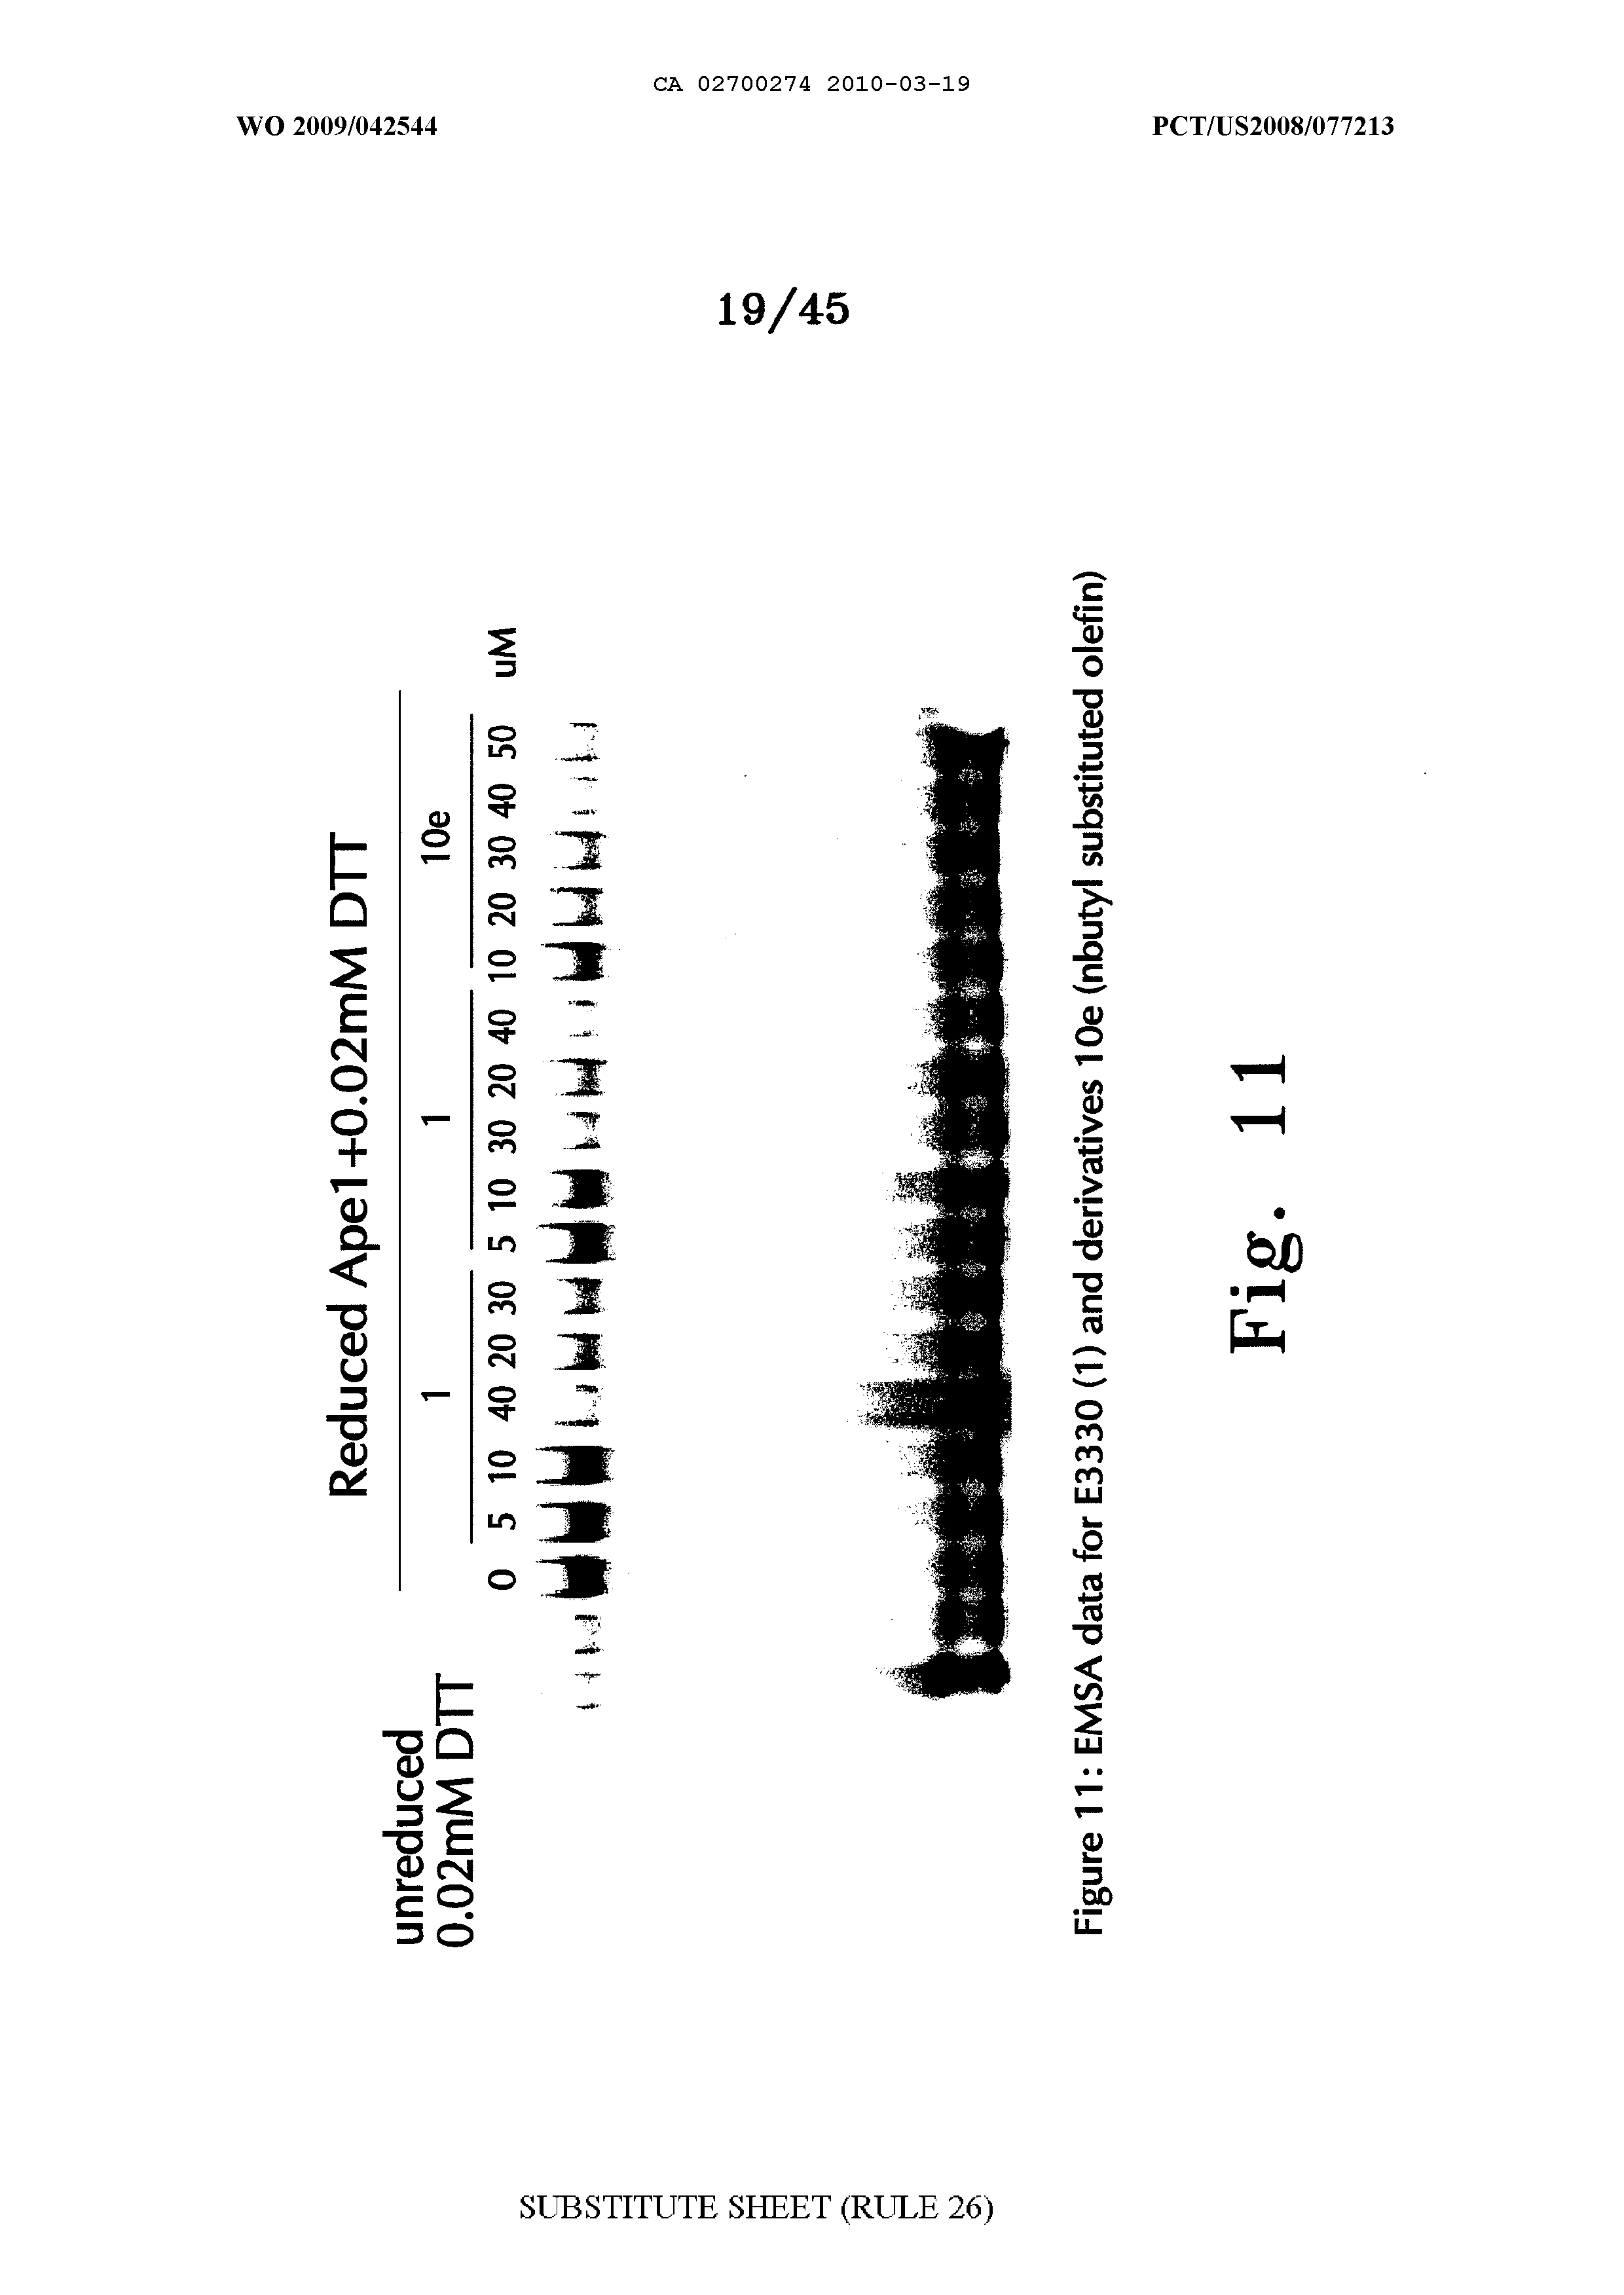 CA 02700274 2010-03-19
WO 2009/042544
PCT/US2008/077213
19/45
Reduced Ape1+0.02mM DTT
unreduced
0.02mM DTT
1 1 10e
0 5 10 40 20 30 5 10 30 20 40 10 20 30 40 50 uM
Figure 11: EMSA data for E3330 (1) and derivatives 10e (nbutyl substituted olefin)
Fig. 11
SUBSTITUTE SHEET (RULE 26)